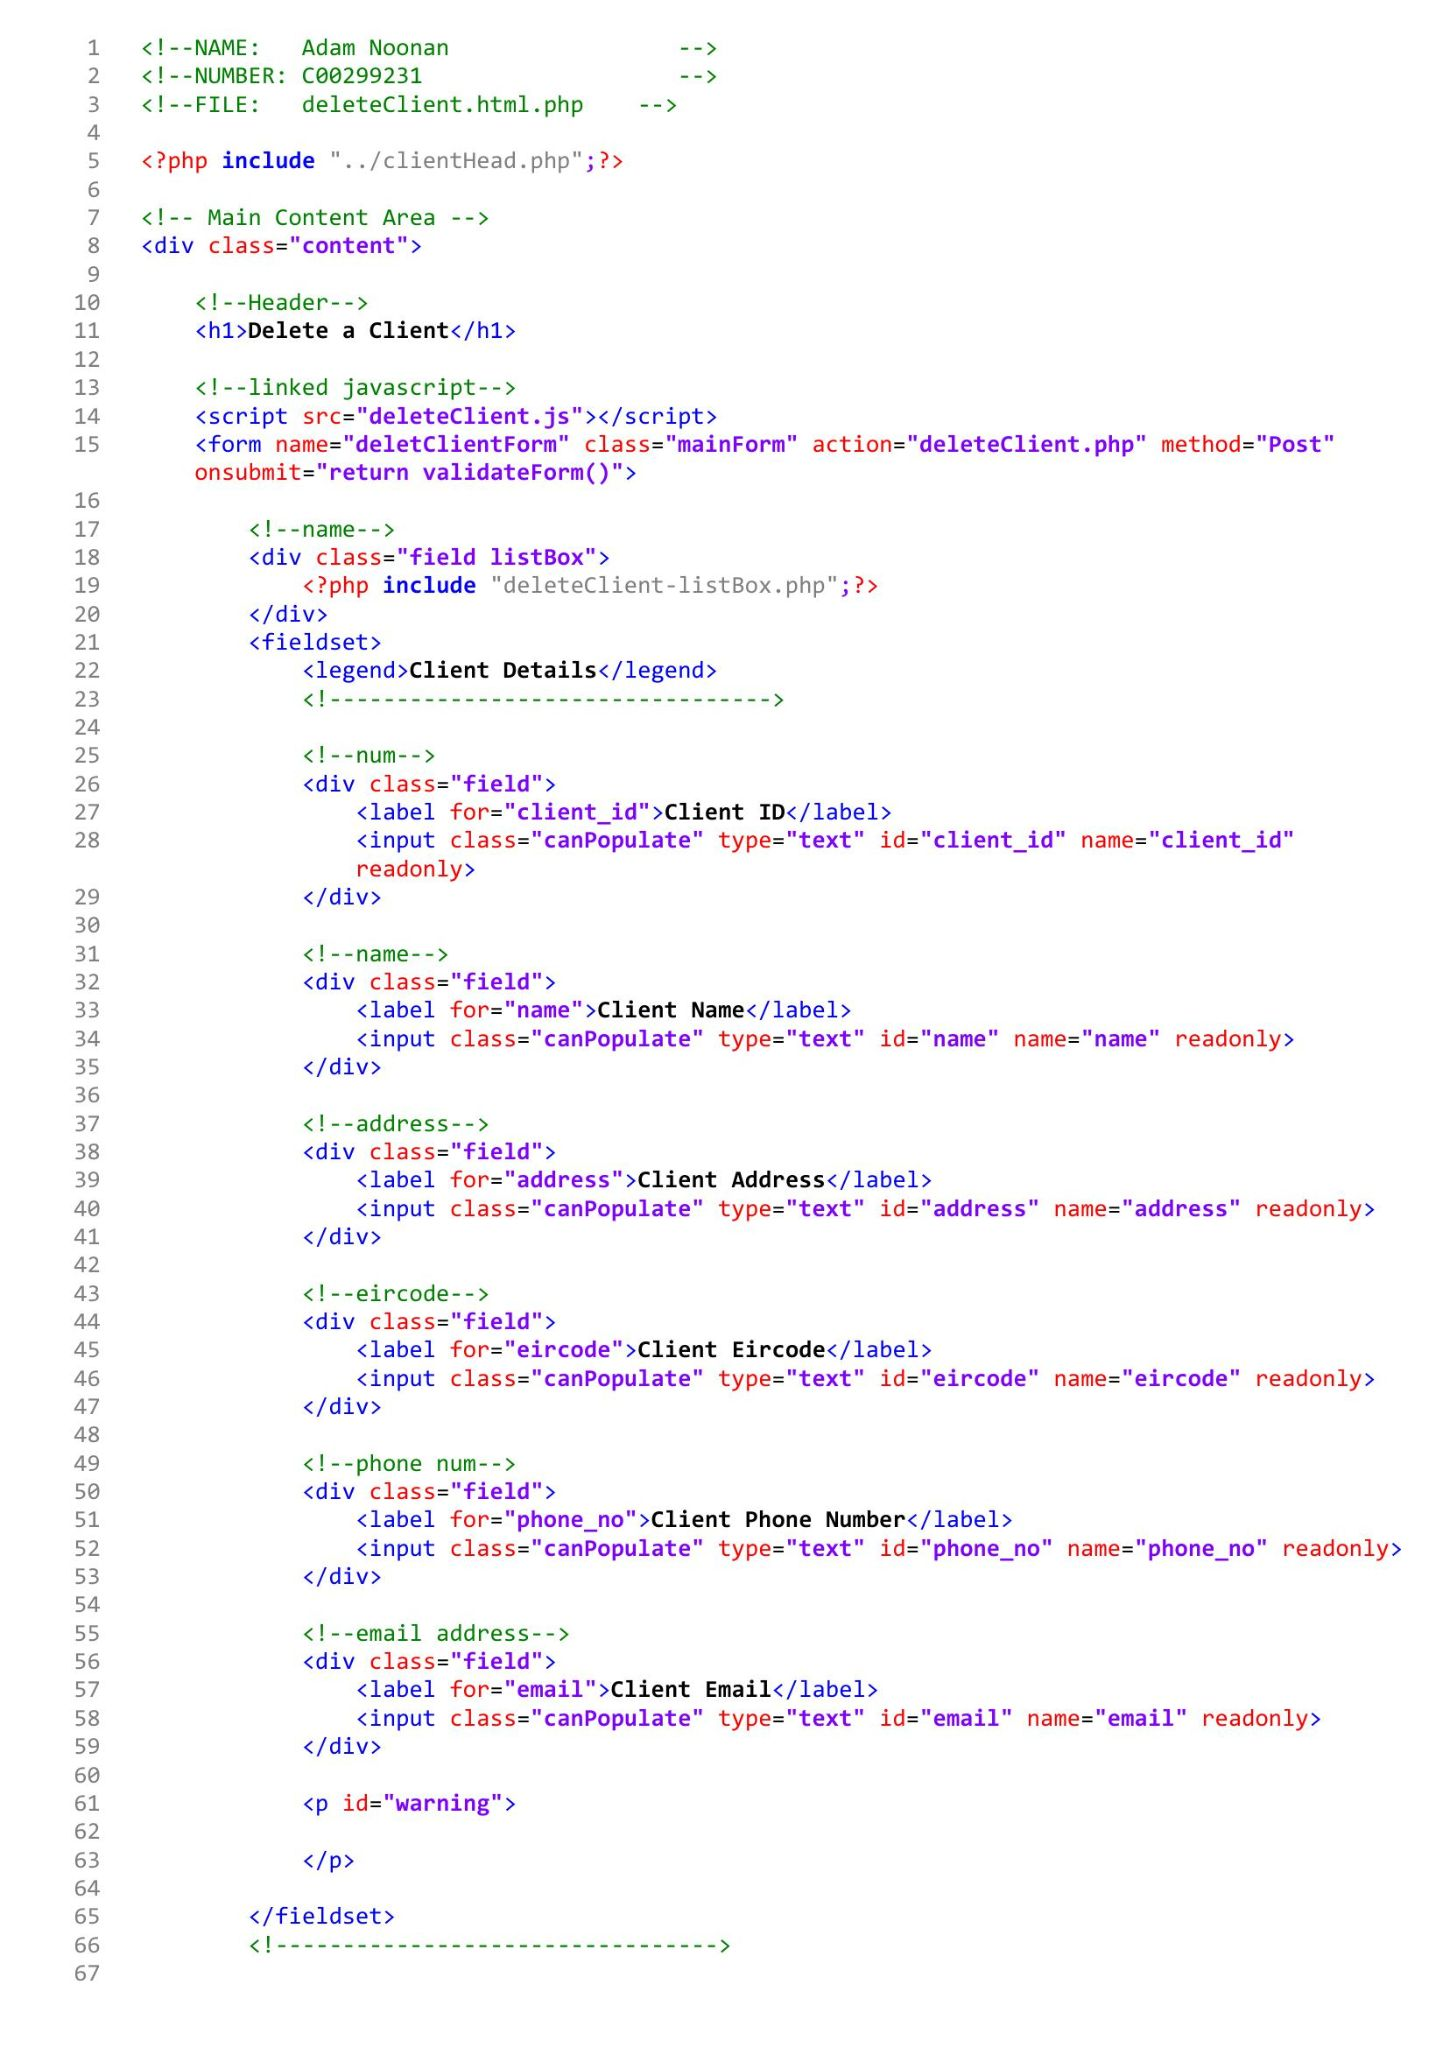 1 <!--NAME:   Adam Noonan                 -->
2 <!--NUMBER: C00299231                   -->
3 <!--FILE:   deleteClient.html.php    -->
4
5 <?php include "../clientHead.php";?>
6
7 <!-- Main Content Area -->
8 <div class="content">
9
10     <!--Header-->
11     <h1>Delete a Client</h1>
12
13     <!--linked javascript-->
14     <script src="deleteClient.js"></script>
15     <form name="deletClientForm" class="mainForm" action="deleteClient.php" method="Post"
    onsubmit="return validateForm()">
16
17         <!--name-->
18         <div class="field listBox">
19             <?php include "deleteClient-listBox.php";?>
20         </div>
21         <fieldset>
22             <legend>Client Details</legend>
23             <!--------------------------------->
24
25             <!--num-->
26             <div class="field">
27                 <label for="client_id">Client ID</label>
28                 <input class="canPopulate" type="text" id="client_id" name="client_id"
                readonly>
29             </div>
30
31             <!--name-->
32             <div class="field">
33                 <label for="name">Client Name</label>
34                 <input class="canPopulate" type="text" id="name" name="name" readonly>
35             </div>
36
37             <!--address-->
38             <div class="field">
39                 <label for="address">Client Address</label>
40                 <input class="canPopulate" type="text" id="address" name="address" readonly>
41             </div>
42
43             <!--eircode-->
44             <div class="field">
45                 <label for="eircode">Client Eircode</label>
46                 <input class="canPopulate" type="text" id="eircode" name="eircode" readonly>
47             </div>
48
49             <!--phone num-->
50             <div class="field">
51                 <label for="phone_no">Client Phone Number</label>
52                 <input class="canPopulate" type="text" id="phone_no" name="phone_no" readonly>
53             </div>
54
55             <!--email address-->
56             <div class="field">
57                 <label for="email">Client Email</label>
58                 <input class="canPopulate" type="text" id="email" name="email" readonly>
59             </div>
60
61             <p id="warning">
62
63             </p>
64
65         </fieldset>
66         <!--------------------------------->
67